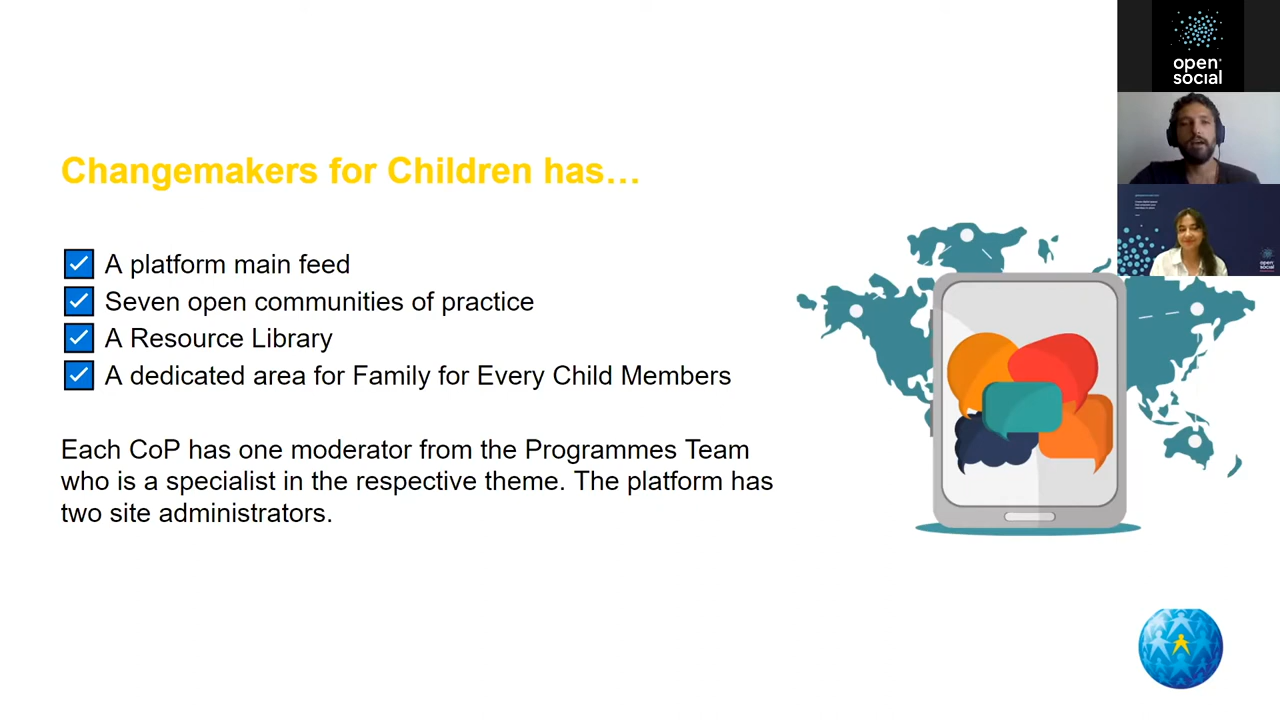 Changemakers for Children has…
A platform main feed
Seven open communities of practice
A Resource Library
A dedicated area for Family for Every Child Members
Each CoP has one moderator from the Programmes Team
who is a specialist in the respective theme. The platform has
two site administrators.
open
social
open
social